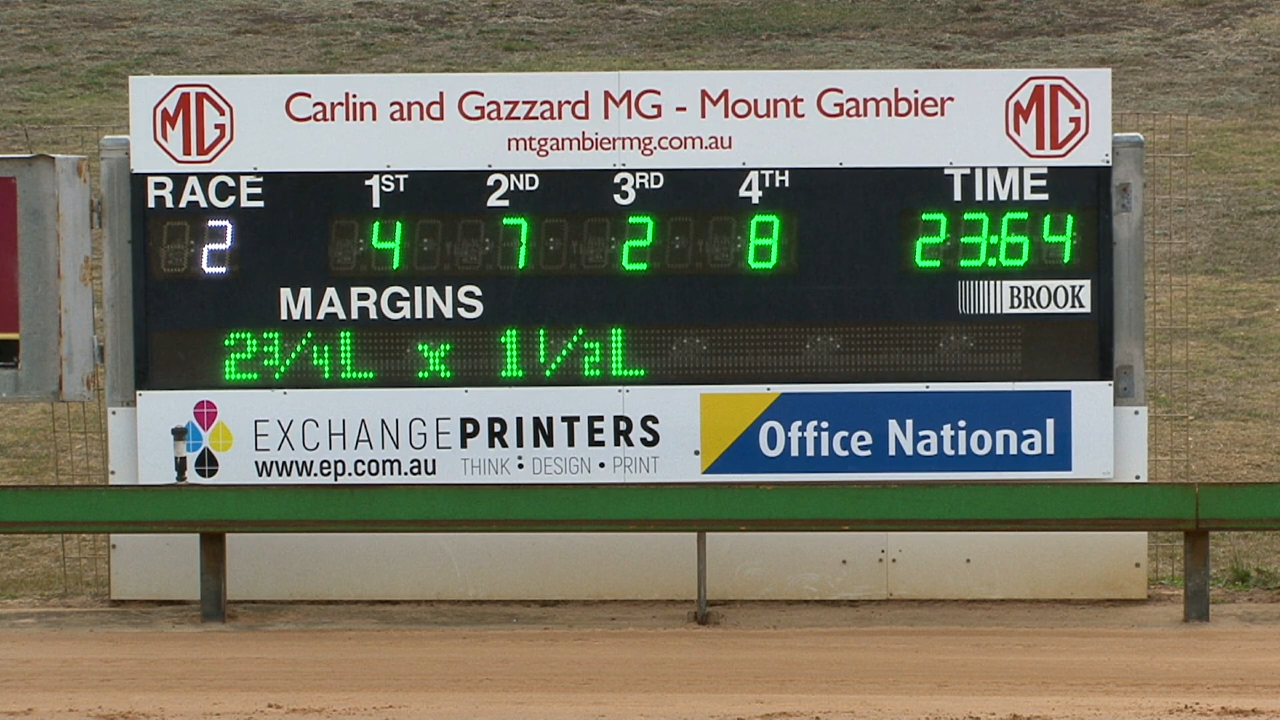 MG Carlin and Gazzard MG - Mount Gambier MG
mtgambiermg.com.au
RACE 1ST 2ND 3RD 4TH TIME
2 4 7 2 8 23:64
MARGINS BROOK
2¾L x 1½L
EXCHANGEPRINTERS Office National
www.ep.com.au THINK : DESIGN • PRINT